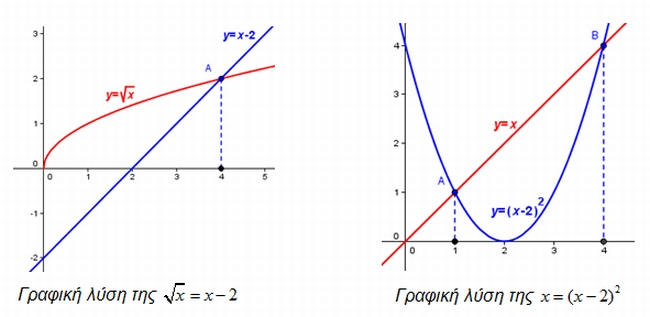 3
2
1
0
-1
-2
0 1 2 3 4 5
y=x-2
A
y=√x
Γραφική λύση της √x = x − 2
4
3
2
1
0
0 1 2 3 4
B
y=x
A
y=(x-2)²
Γραφική λύση της x = (x − 2)²